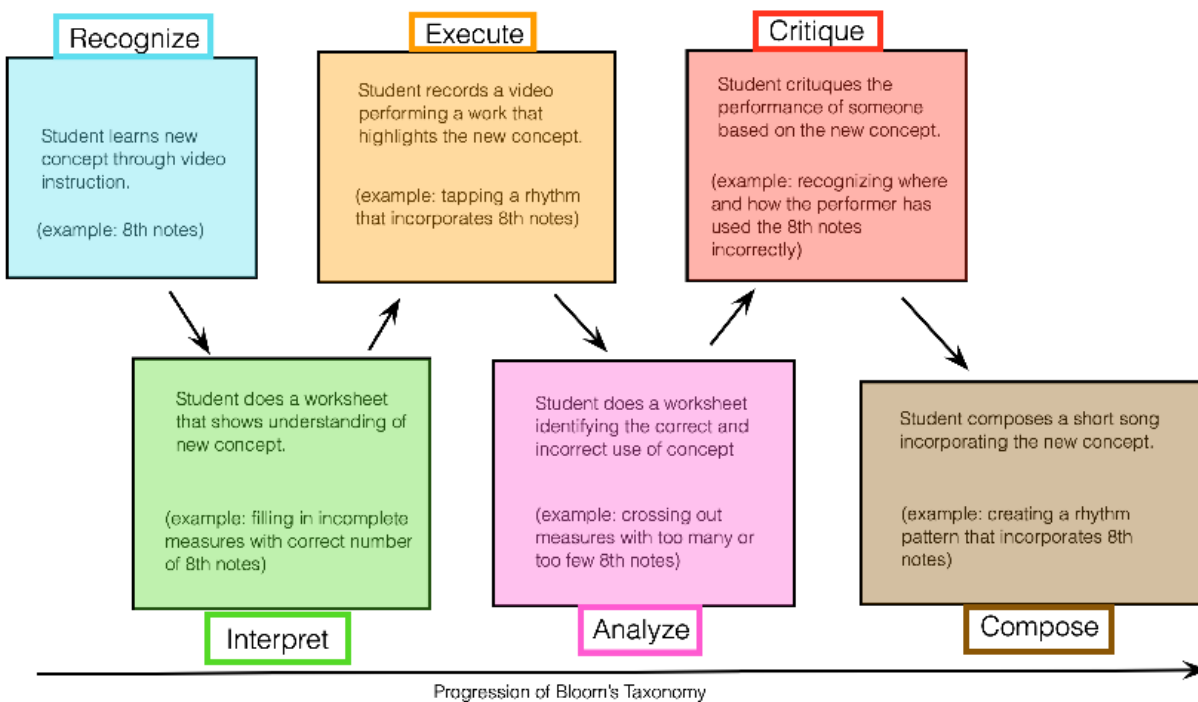 Recognize
Student learns new
concept through video
instruction.
(example: 8th notes)
Student does a worksheet
that shows understanding of
new concept.
(example: filling in incomplete
measures with correct number
of 8th notes)
Interpret
Execute
Student records a video
performing a work that
highlights the new concept.
(example: tapping a rhythm
that incorporates 8th notes)
Student does a worksheet
identifying the correct and
incorrect use of concept
(example: crossing out
measures with too many or
too few 8th notes)
Analyze
Critique
Student crituques the
performance of someone
based on the new concept.
(example: recognizing where
and how the performer has
used the 8th notes
incorrectly)
Student composes a short song
incorporating the new concept.
(example: creating a rhythm
pattern that incorporates 8th
notes)
Compose
Progression of Bloom's Taxonomy